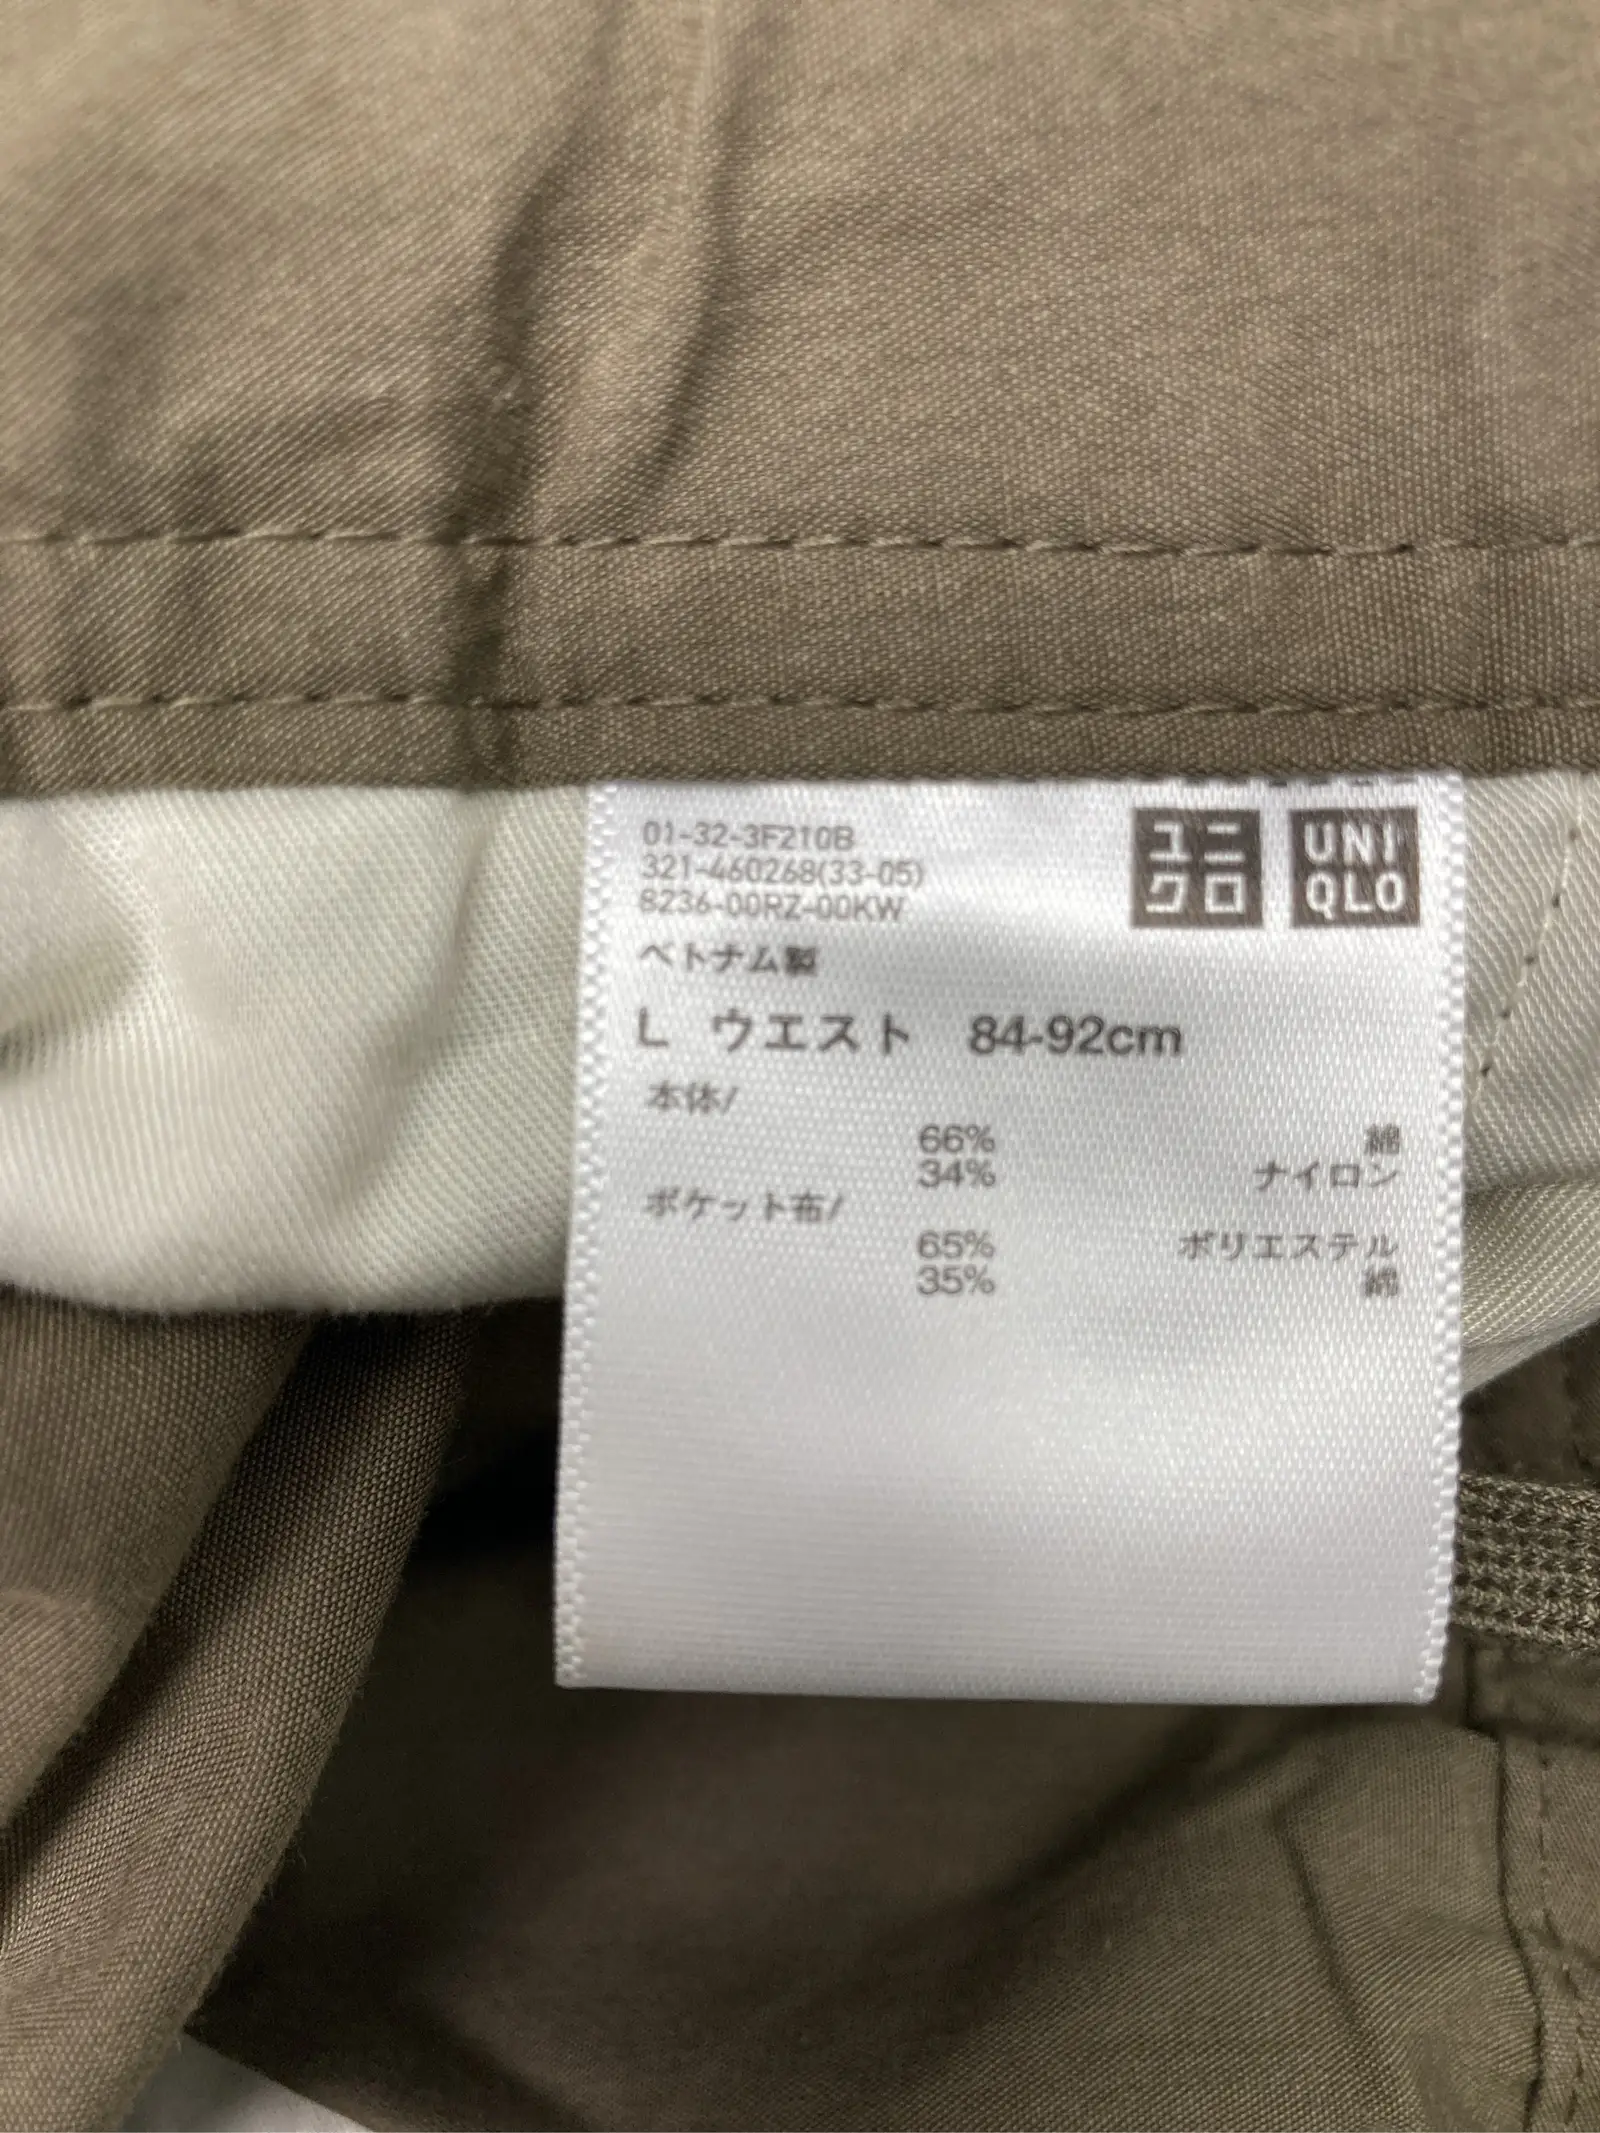 01-32-3F210B
321-460268(33-05)
8236-00RZ-00KW
ユニ
クロ
UNI
QLO
ベトナム製
L ウエスト 84-92cm
本体/
66% 綿
34% ナイロン
ポケット布/
65% ポリエステル
35% 綿